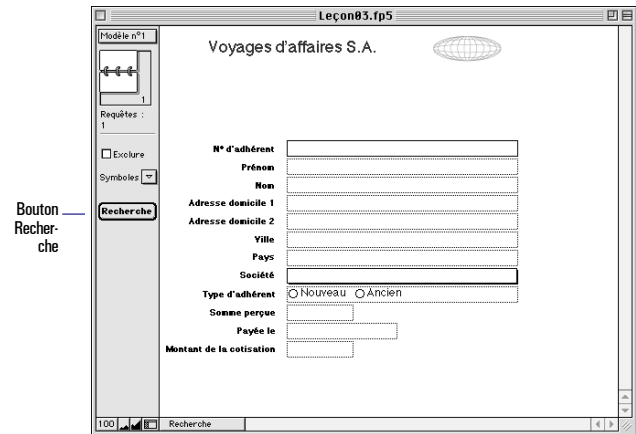 Leçon03.fp5
Modèle n°1
1
Requêtes :
1
Exclure
Symboles
Recherche
Bouton
Recher-
che
Voyages d'affaires S.A.
N° d'adhérent
Prénom
Nom
Adresse domicile 1
Adresse domicile 2
Ville
Pays
Société
Type d'adhérent Nouveau Ancien
Somme perçue
Payée le
Montant de la cotisation
100 Recherche